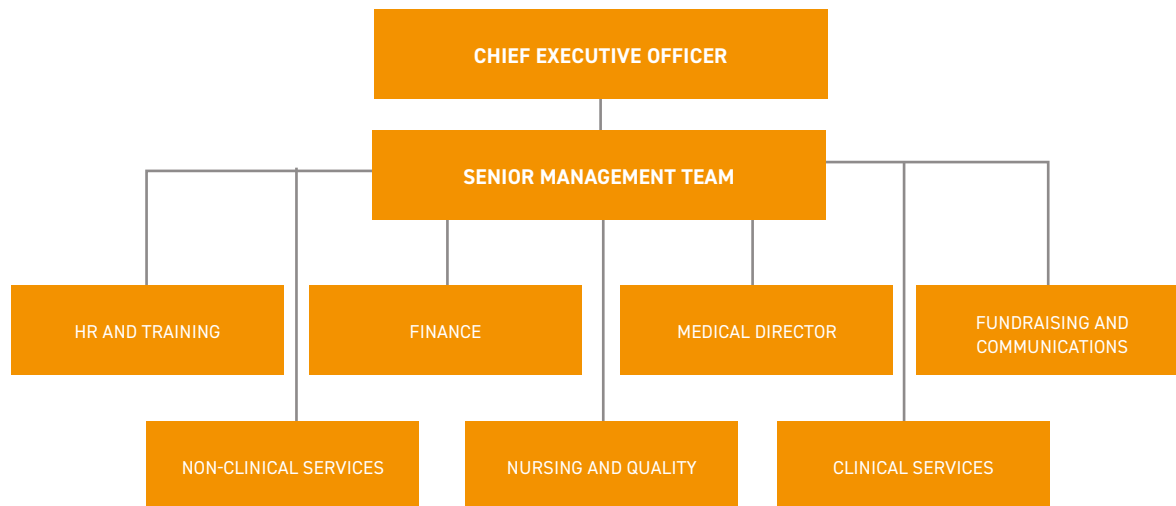 CHIEF EXECUTIVE OFFICER
SENIOR MANAGEMENT TEAM
HR AND TRAINING
FINANCE
MEDICAL DIRECTOR
FUNDRAISING AND
COMMUNICATIONS
NON-CLINICAL SERVICES
NURSING AND QUALITY
CLINICAL SERVICES